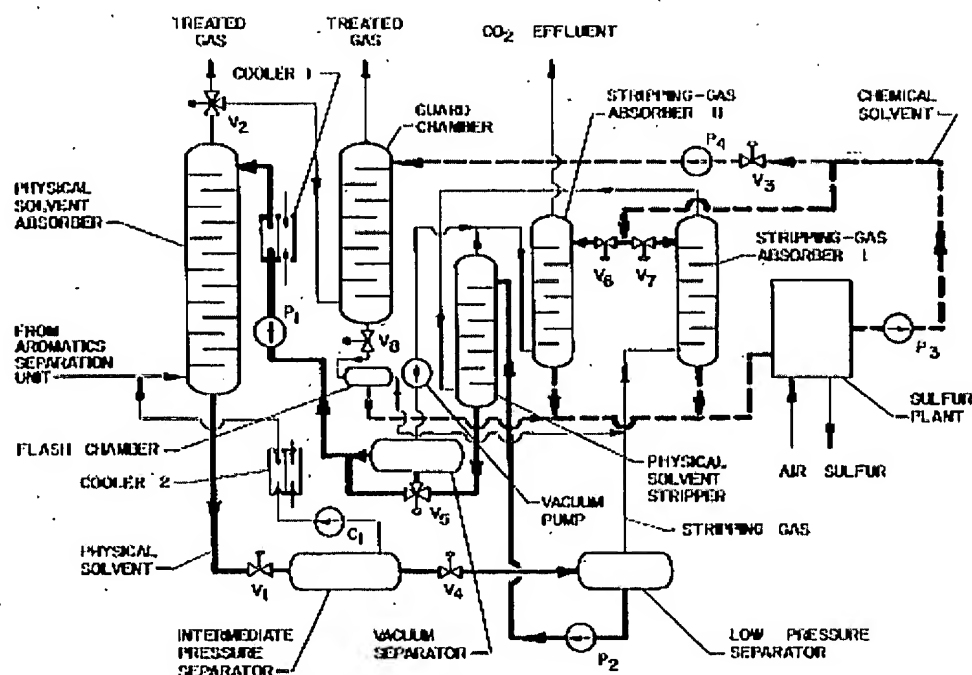 TREATED
GAS
TREATED
GAS
CO2 EFFLUENT
COOLER 1
V2
GUARD
CHAMBER
STRIPPING-GAS
ABSORBER II
CHEMICAL
SOLVENT
P4
V3
PHYSICAL
SOLVENT
ABSORBER
STRIPPING-GAS
ABSORBER I
V6
V7
P1
V8
P3
FROM
AROMATICS
SEPARATION
UNIT
SULFUR
PLANT
FLASH CHAMBER
COOLER 2
AIR
SULFUR
PHYSICAL
SOLVENT
STRIPPER
VACUUM
PUMP
V5
C1
STRIPPING GAS
PHYSICAL
SOLVENT
V1
V4
INTERMEDIATE
PRESSURE
SEPARATOR
VACUUM
SEPARATOR
P2
LOW PRESSURE
SEPARATOR